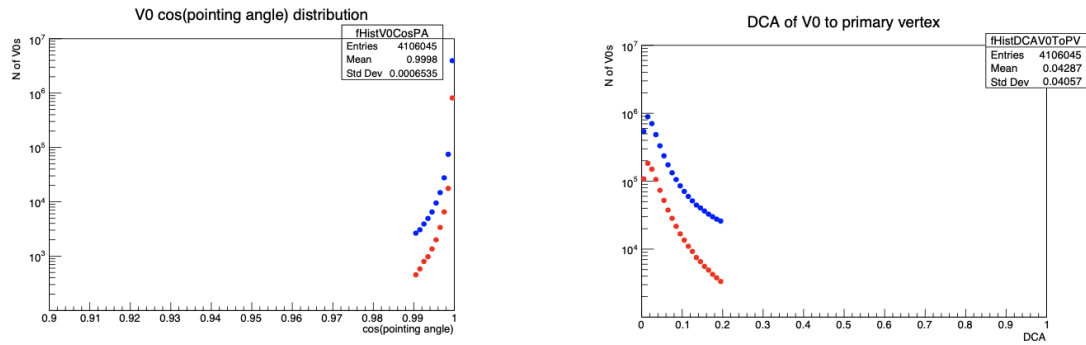 V0 cos(pointing angle) distribution
fHistV0CosPA
Entries 4106045
Mean 0.9998
Std Dev 0.0006535
N of V0s
10^7
10^6
10^5
10^4
10^3
0.9 0.91 0.92 0.93 0.94 0.95 0.96 0.97 0.98 0.99 1
cos(pointing angle)
DCA of V0 to primary vertex
fHistDCAV0ToPV
Entries 4106045
Mean 0.04287
Std Dev 0.04057
N of V0s
10^7
10^6
10^5
10^4
0 0.1 0.2 0.3 0.4 0.5 0.6 0.7 0.8 0.9 1
DCA